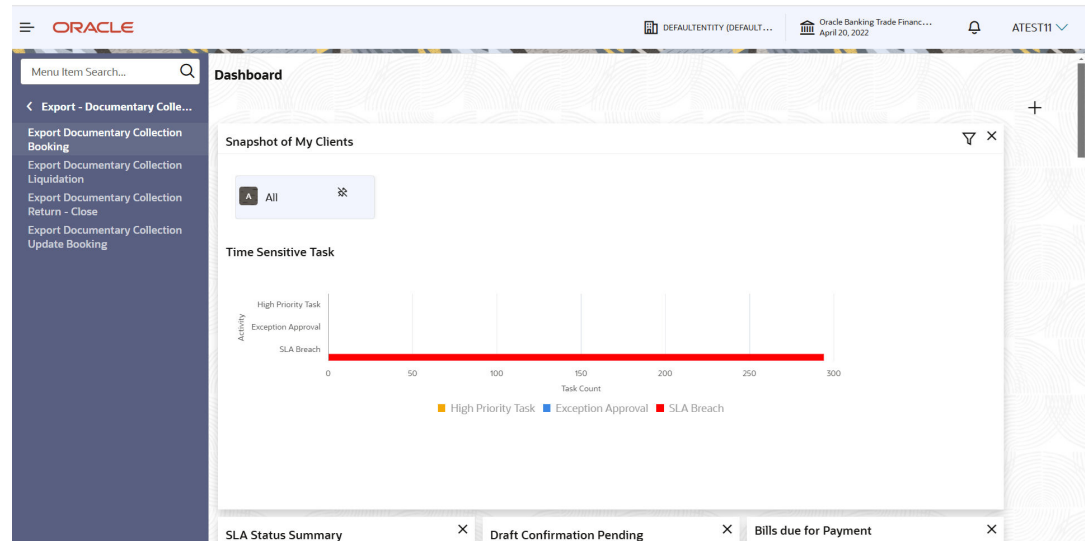 ORACLE
DEFAULTENTITY (DEFAULT...
Oracle Banking Trade Financ...
April 20, 2022
ATEST11
Menu Item Search...
Export - Documentary Colle...
Export Documentary Collection
Booking
Export Documentary Collection
Liquidation
Export Documentary Collection
Return - Close
Export Documentary Collection
Update Booking
Dashboard
Snapshot of My Clients
A All
Time Sensitive Task
Activity
High Priority Task
Exception Approval
SLA Breach
0 50 100 150 200 250 300
Task Count
High Priority Task Exception Approval SLA Breach
SLA Status Summary
Draft Confirmation Pending
Bills due for Payment